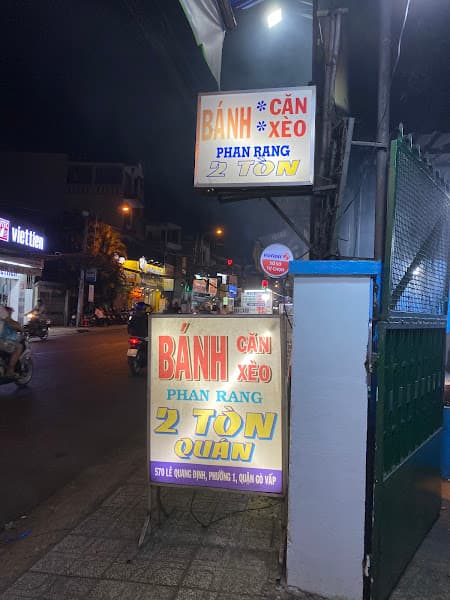 BÁNH * CĂN
* XÈO
PHAN RANG
2 TỒN
viettien
BÁNH CĂN
XÈO
PHAN RANG
2 TỒN
QUÁN
570 LÊ QUANG ĐỊNH, PHƯỜNG 1, QUẬN GÒ VẤP